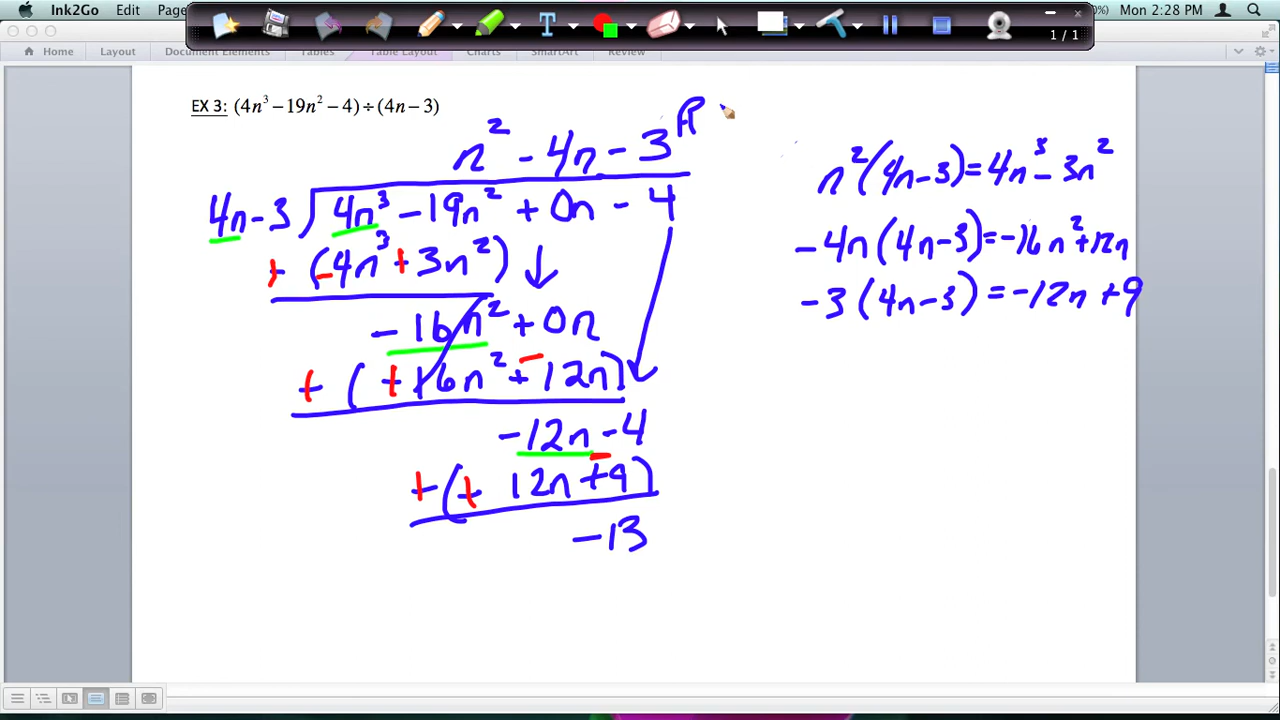 Ink2Go Edit Pag Mon 2:28 PM
1 / 1
Home Layout Document Elements Tables Table Layout Charts SmartArt Review
EX 3: (4n³ – 19n² – 4) ÷ (4n – 3)
n² - 4n - 3 R
4n-3 ) 4n³ - 19n² + 0n - 4
+ (-4n³ + 3n²)
-16n² + 0n
+ (+16n² - 12n)
-12n - 4
+ (+ 12n - 9)
-13
n²(4n-3) = 4n³ - 3n²
-4n(4n-3) = -16n² + 12n
-3(4n-3) = -12n + 9